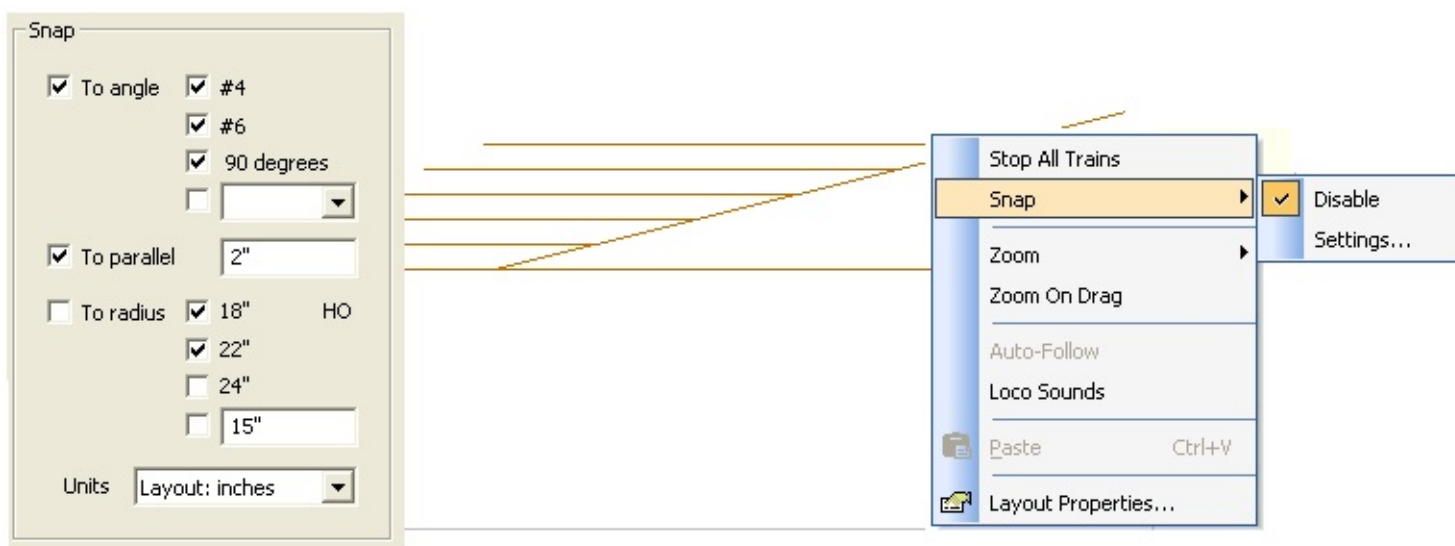 Snap
To angle #4
#6
90 degrees
To parallel 2"
To radius 18" HO
22"
24"
15"
Units Layout: inches
Stop All Trains
Snap
Zoom
Zoom On Drag
Auto-Follow
Loco Sounds
Paste Ctrl+V
Layout Properties...
Disable
Settings...